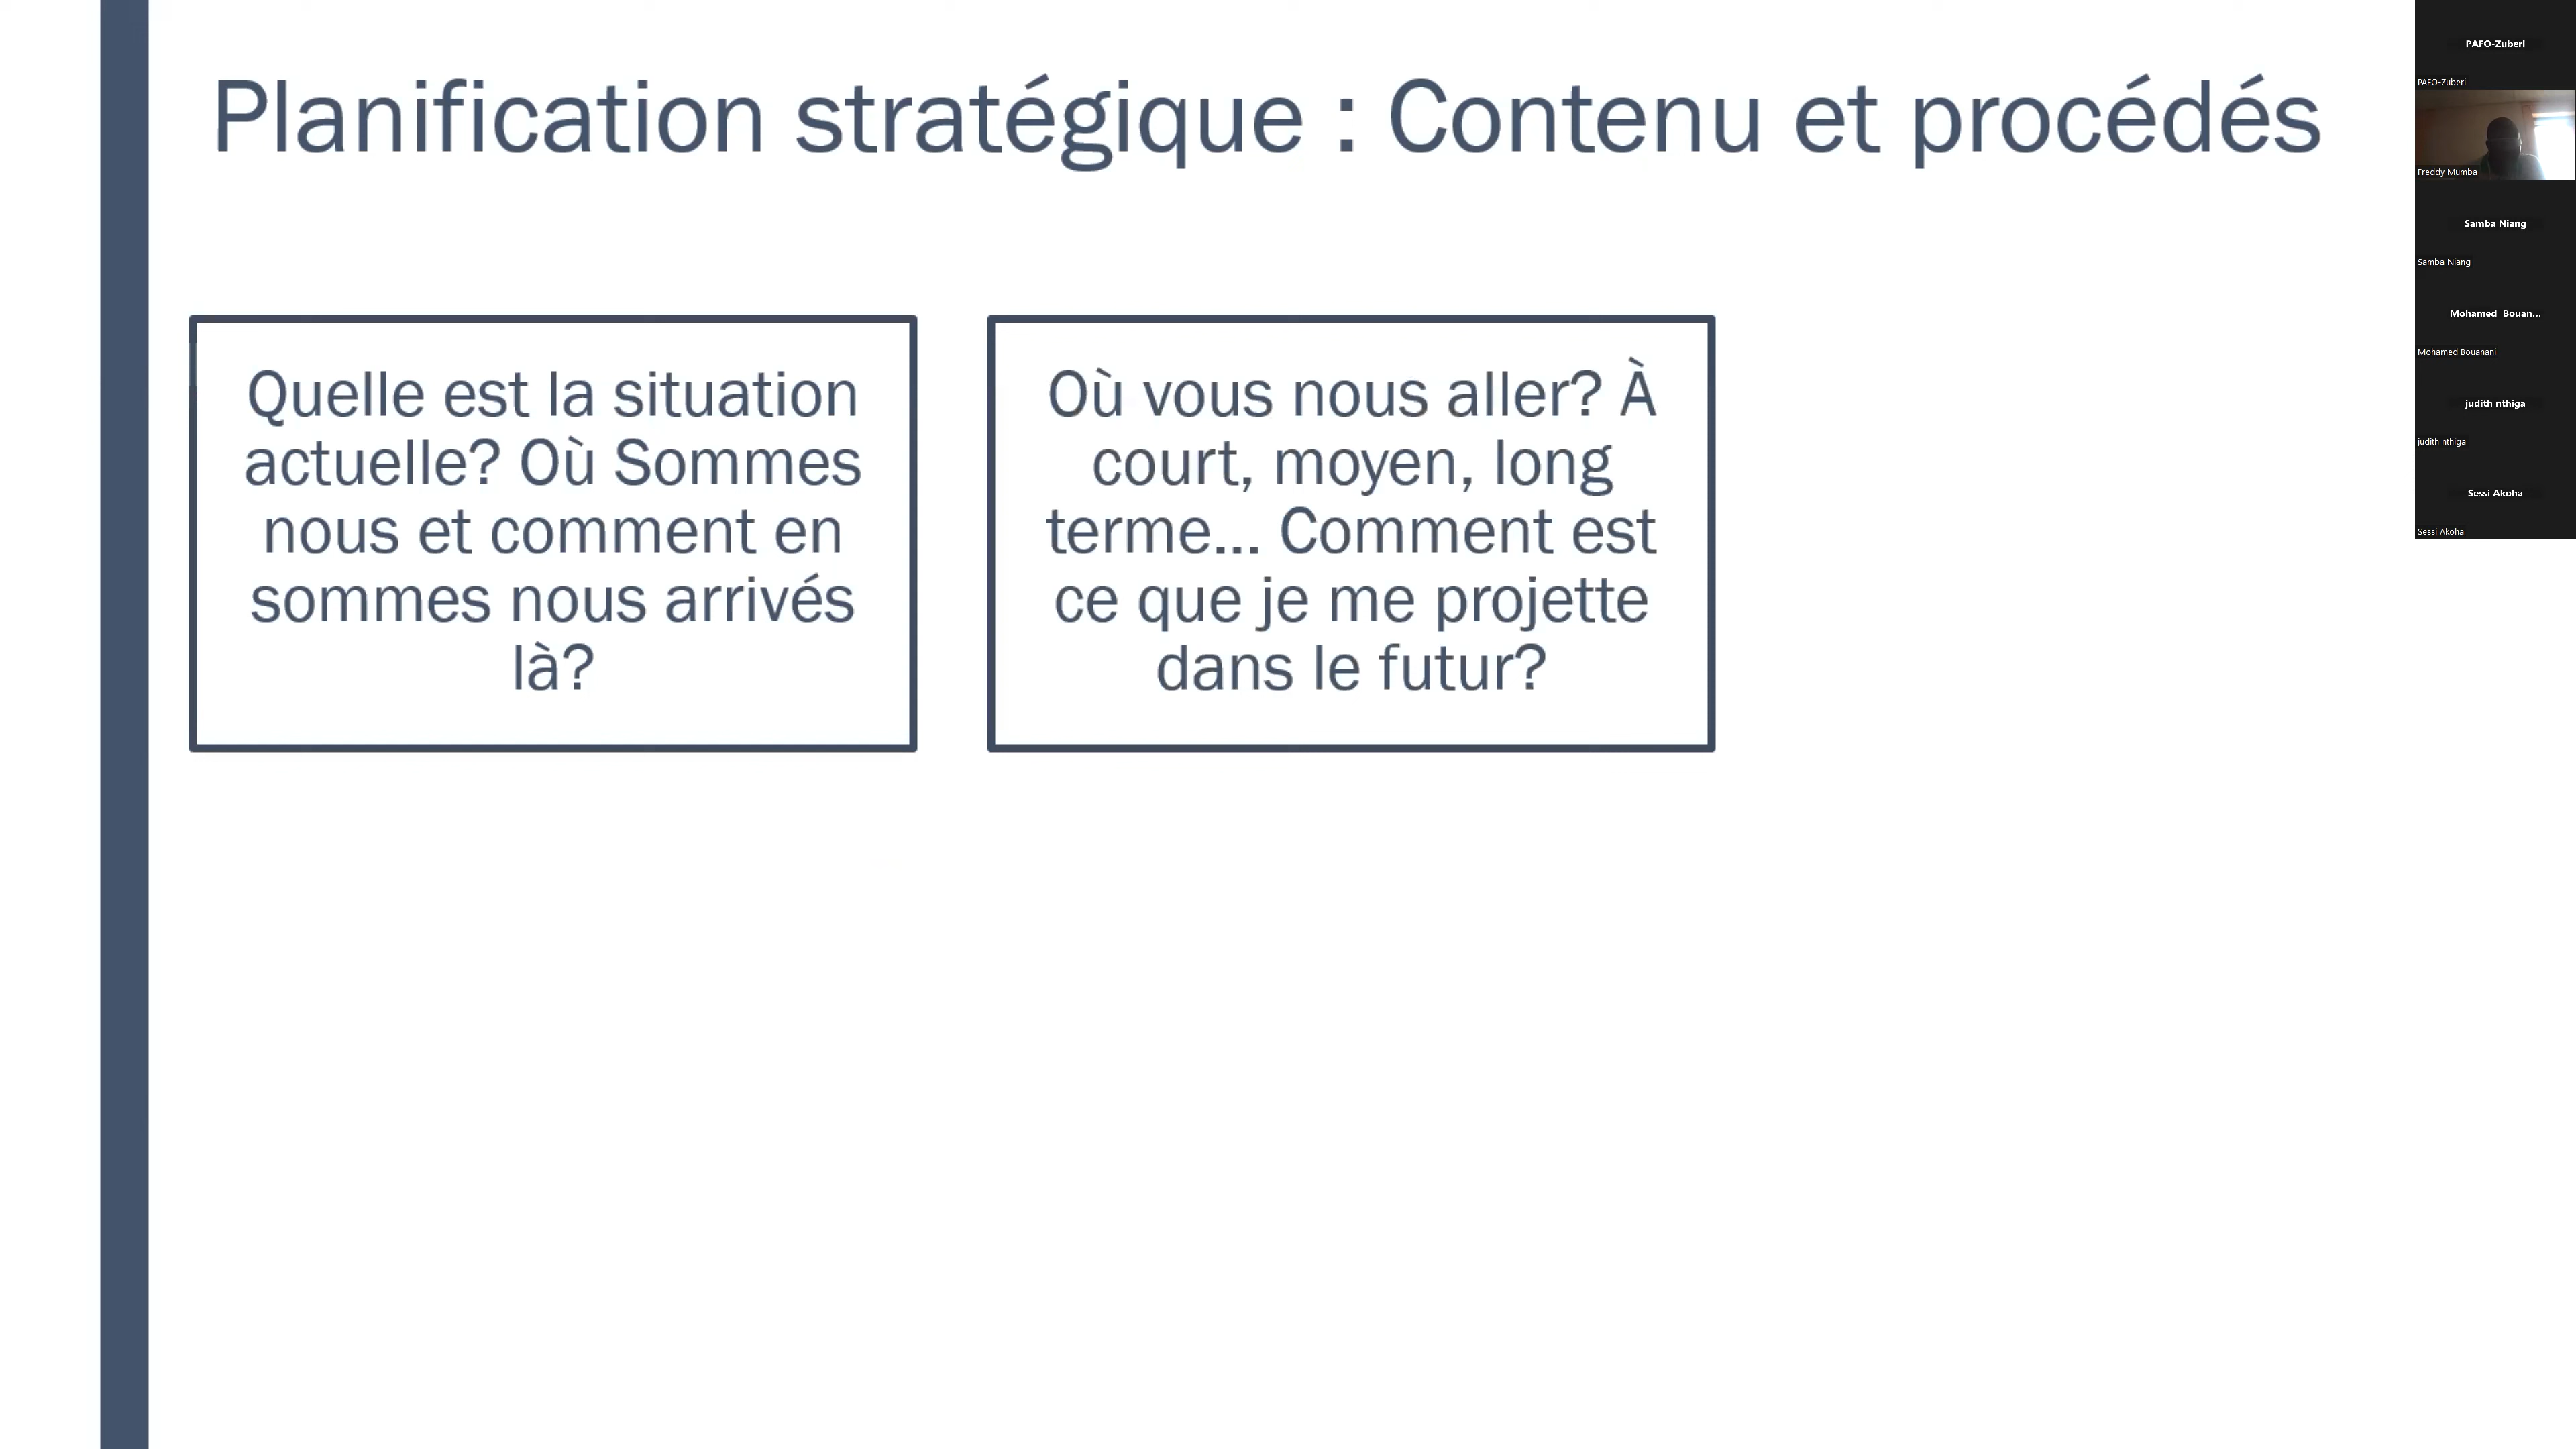 Planification stratégique : Contenu et procédés
Quelle est la situation
actuelle? Où Sommes
nous et comment en
sommes nous arrivés
là?
Où vous nous aller? À
court, moyen, long
terme... Comment est
ce que je me projette
dans le futur?
PAFO-Zuberi
PAFO-Zuberi
Freddy Mumba
Samba Niang
Samba Niang
Mohamed Bouan...
Mohamed Bouanani
judith nthiga
judith nthiga
Sessi Akoha
Sessi Akoha